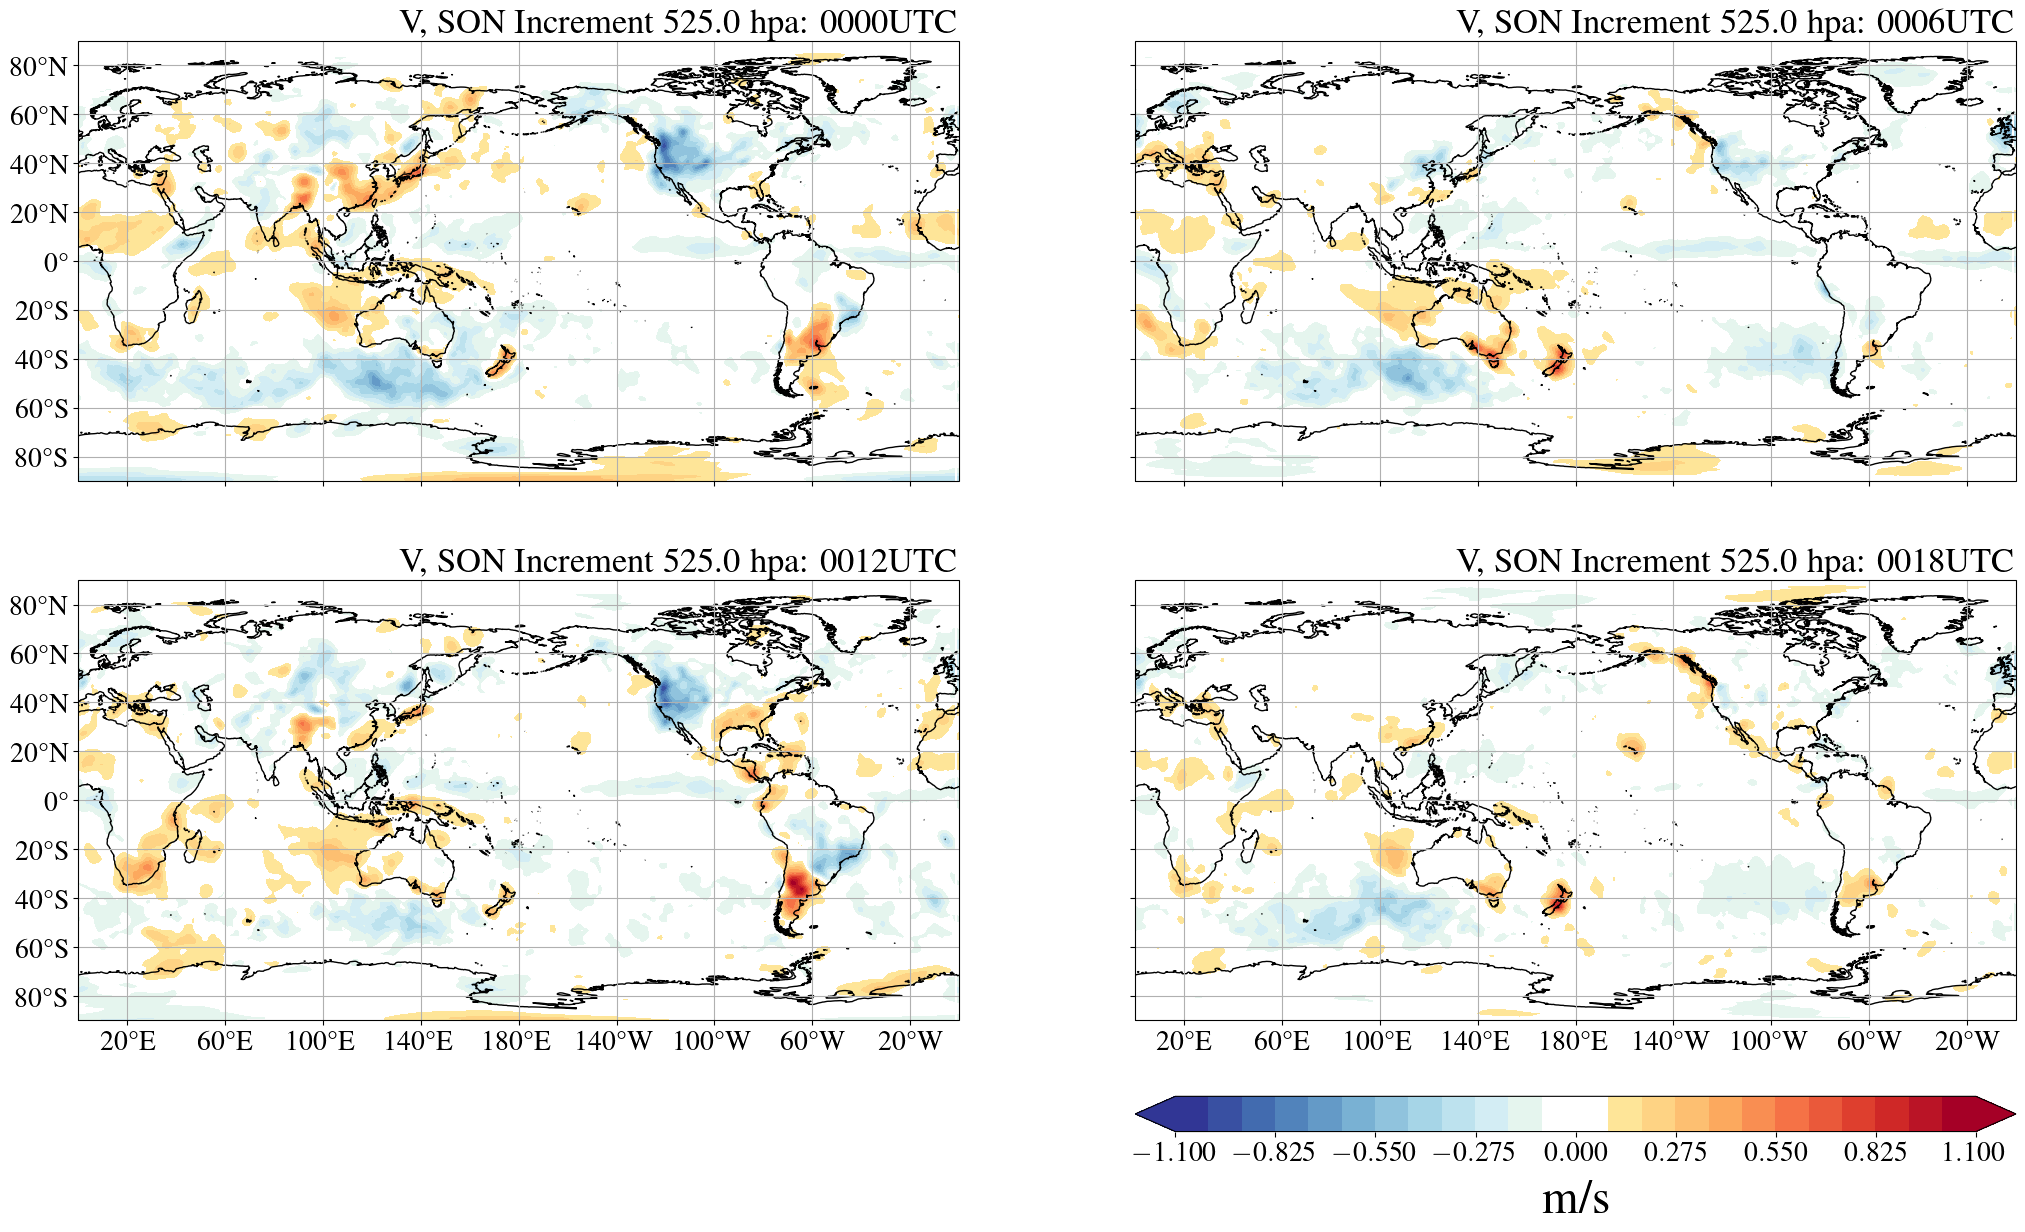 V, SON Increment 525.0 hpa: 0000UTC
V, SON Increment 525.0 hpa: 0006UTC
80°N
60°N
40°N
20°N
0°
20°S
40°S
60°S
80°S
V, SON Increment 525.0 hpa: 0012UTC
V, SON Increment 525.0 hpa: 0018UTC
80°N
60°N
40°N
20°N
0°
20°S
40°S
60°S
80°S
20°E 60°E 100°E 140°E 180°E 140°W 100°W 60°W 20°W
20°E 60°E 100°E 140°E 180°E 140°W 100°W 60°W 20°W
−1.100 −0.825 −0.550 −0.275 0.000 0.275 0.550 0.825 1.100
m/s